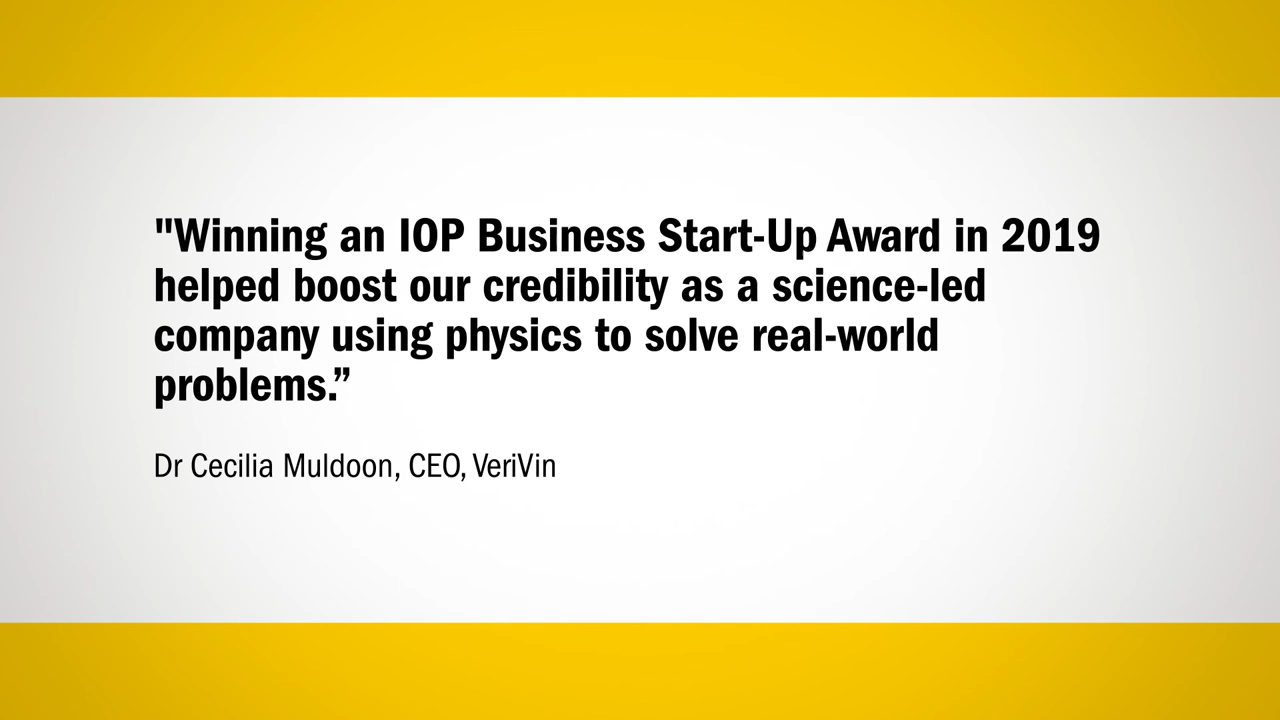 "Winning an IOP Business Start-Up Award in 2019
helped boost our credibility as a science-led
company using physics to solve real-world
problems.”
Dr Cecilia Muldoon, CEO, VeriVin